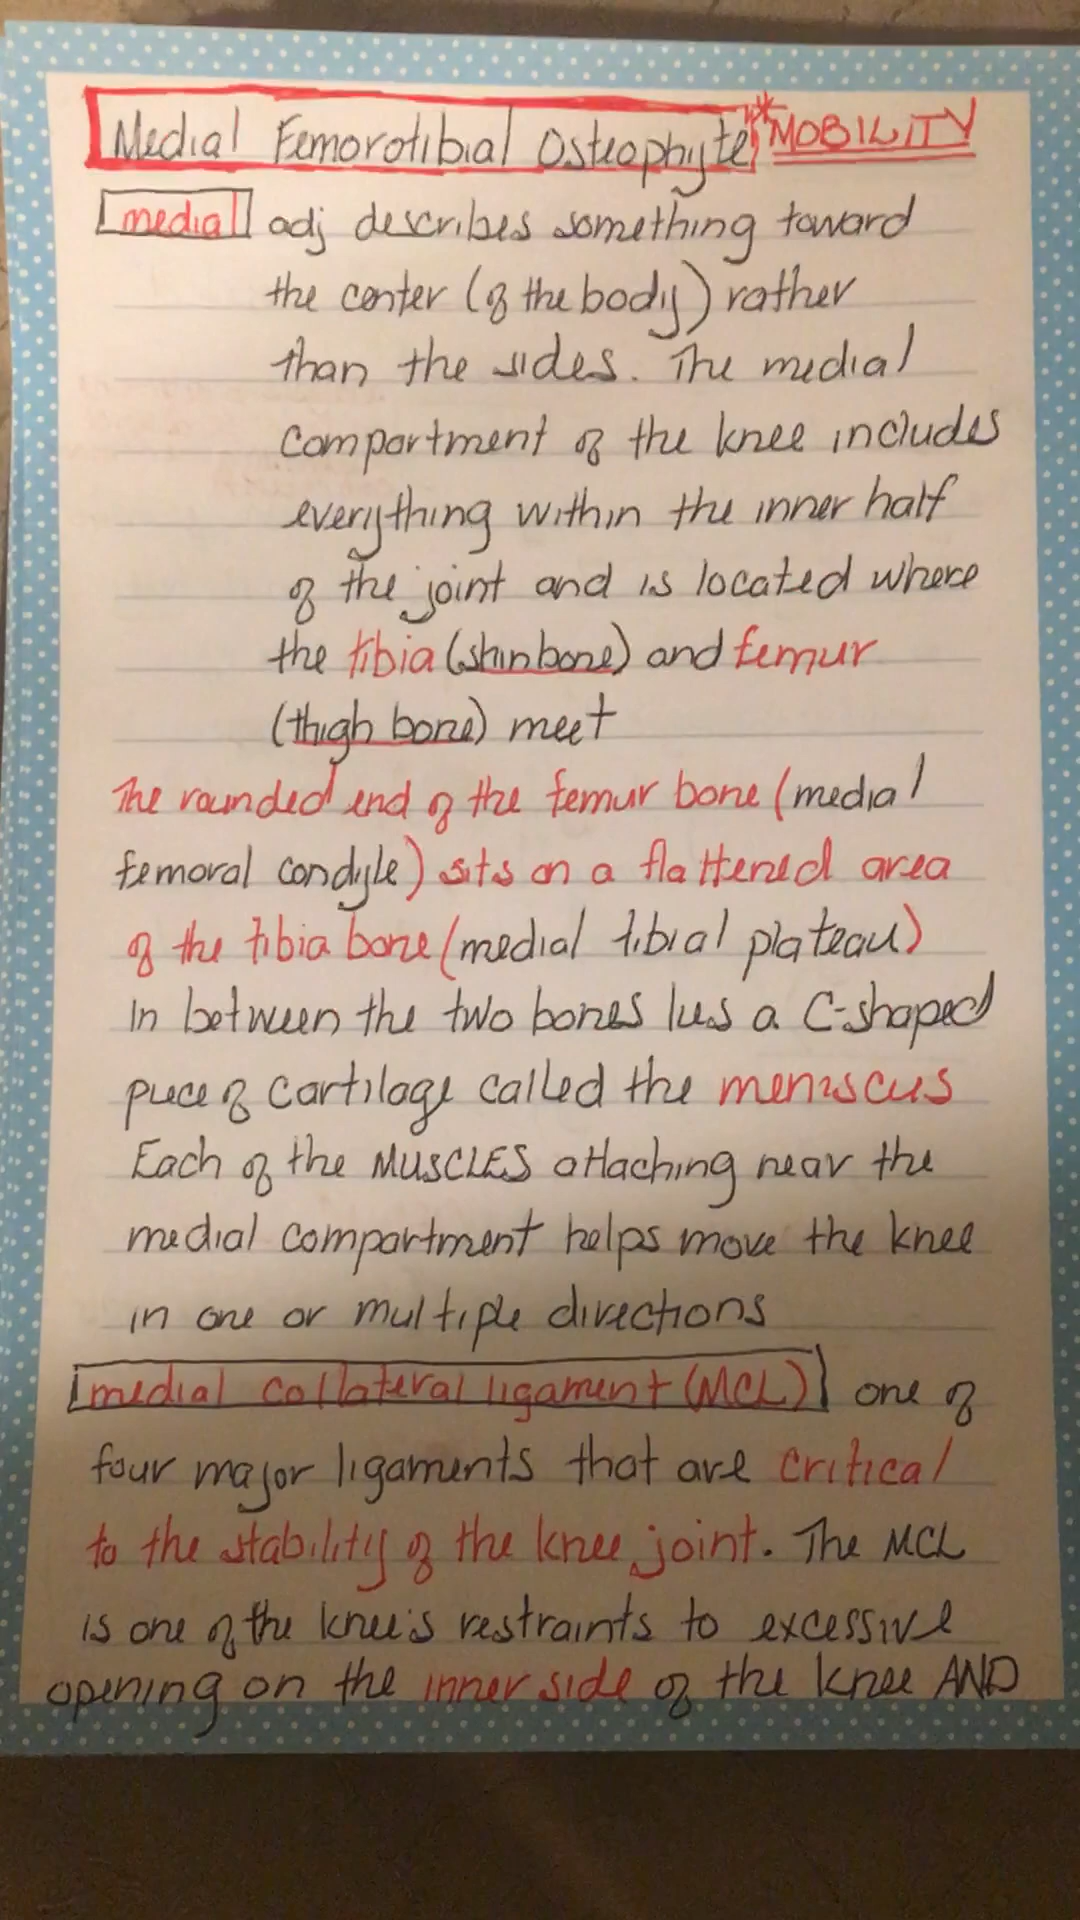 Medial Femorotibial Osteophyte, *MOBILITY
medial adj describes something toward
the center (of the body) rather
than the sides. The medial
compartment of the knee includes
everything within the inner half
of the joint and is located where
the tibia (shinbone) and femur
(thigh bone) meet
The rounded end of the femur bone (medial
femoral condyle) sits on a flattened area
of the tibia bone (medial tibial plateau)
In between the two bones lies a C-shaped
piece of cartilage called the meniscus
Each of the MUSCLES attaching near the
medial compartment helps move the knee
in one or multiple directions
medial collateral ligament (MCL) one of
four major ligaments that are critical
to the stability of the knee joint. The MCL
is one of the knee's restraints to excessive
opening on the inner side of the knee AND